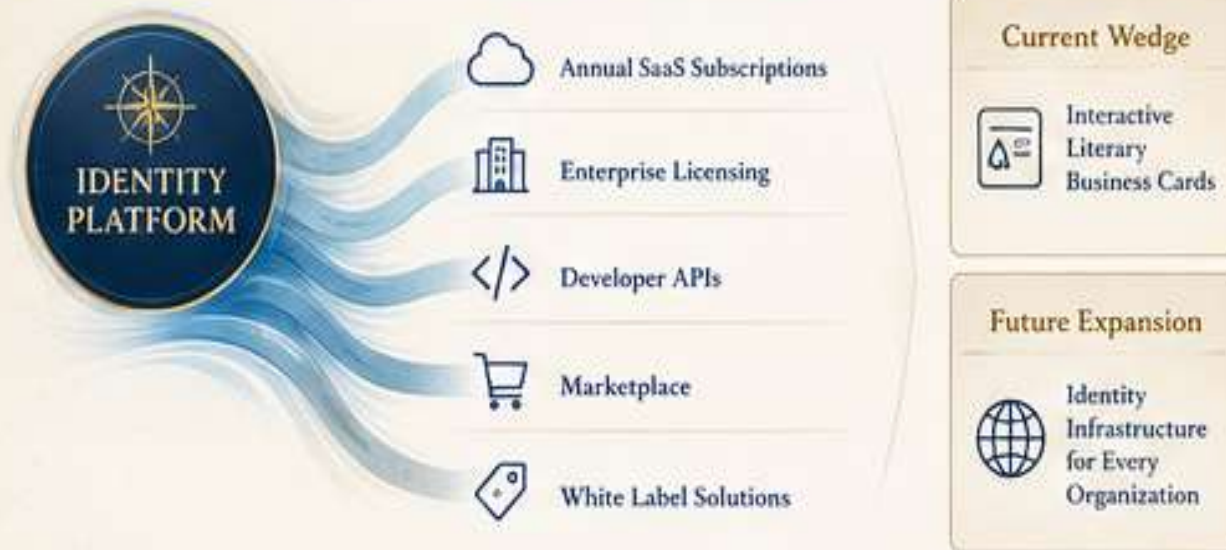 IDENTITY
PLATFORM
Annual SaaS Subscriptions
Enterprise Licensing
</>
Developer APIs
Marketplace
White Label Solutions
Current Wedge
Interactive
Literary
Business Cards
Future Expansion
Identity
Infrastructure
for Every
Organization